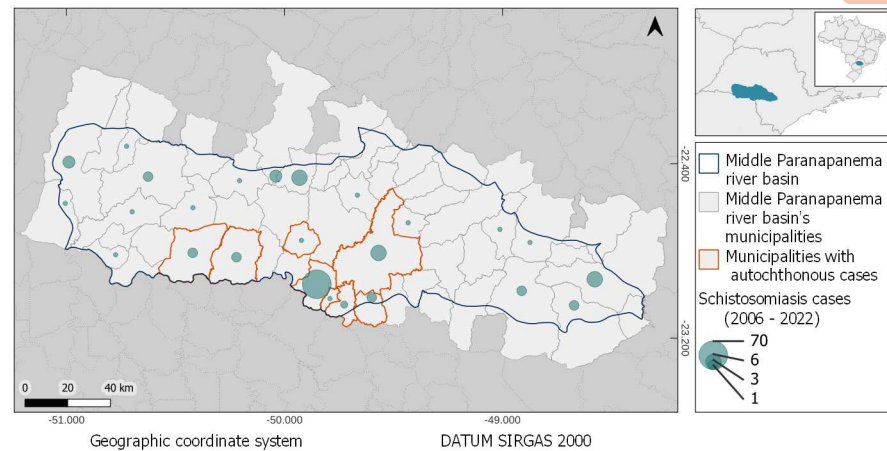 -22.400
-23.200
0 20 40 km
-51.000 -50.000 -49.000
Geographic coordinate system DATUM SIRGAS 2000
Middle Paranapanema
river basin
Middle Paranapanema
river basin's
municipalities
Municipalities with
autochthonous cases
Schistosomiasis cases
(2006 - 2022)
70
6
3
1